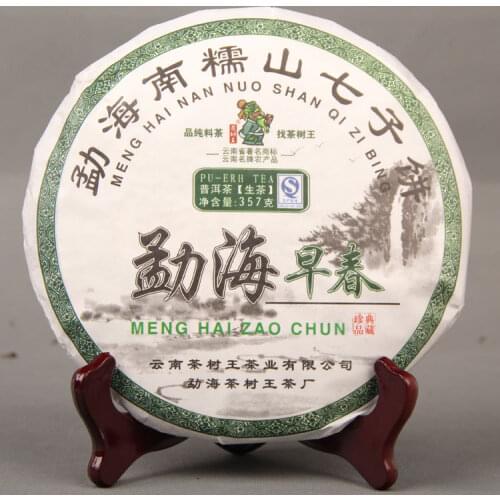 勐海南糯山七子饼
MENG HAI NAN NUO SHAN QI ZI BING
品纯料茶 找茶树王
云南省著名商标
云南名牌农产品
PU-ERH TEA
普洱茶【生茶】
净含量:357克
勐海早春
MENG HAI ZAO CHUN
珍品 典藏
云南茶树王茶业有限公司
勐海茶树王茶厂